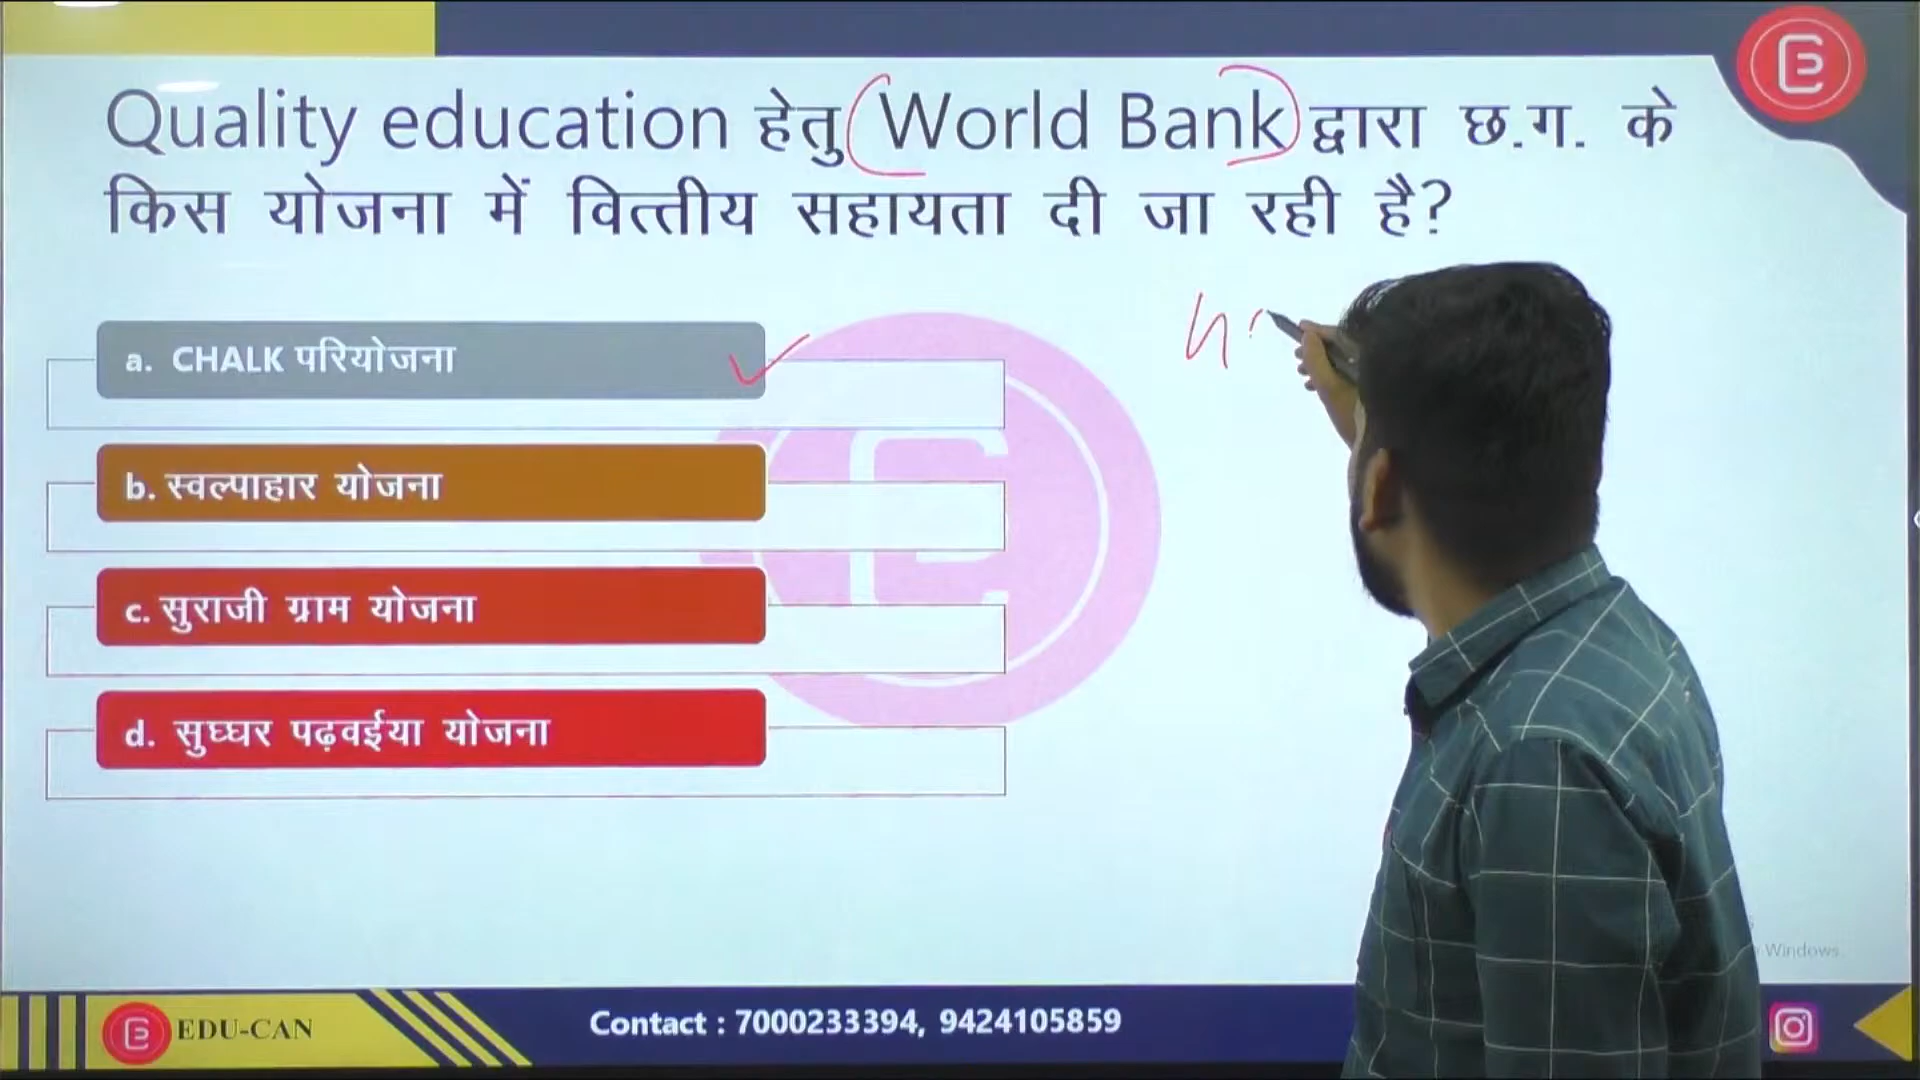 Quality education हेतु World Bank द्वारा छ.ग. के
किस योजना में वित्तीय सहायता दी जा रही है?
a. CHALK परियोजना
b. स्वल्पाहार योजना
c. सुराजी ग्राम योजना
d. सुघ्घर पढ़वईया योजना
Windows.
EDU-CAN
Contact : 7000233394, 9424105859